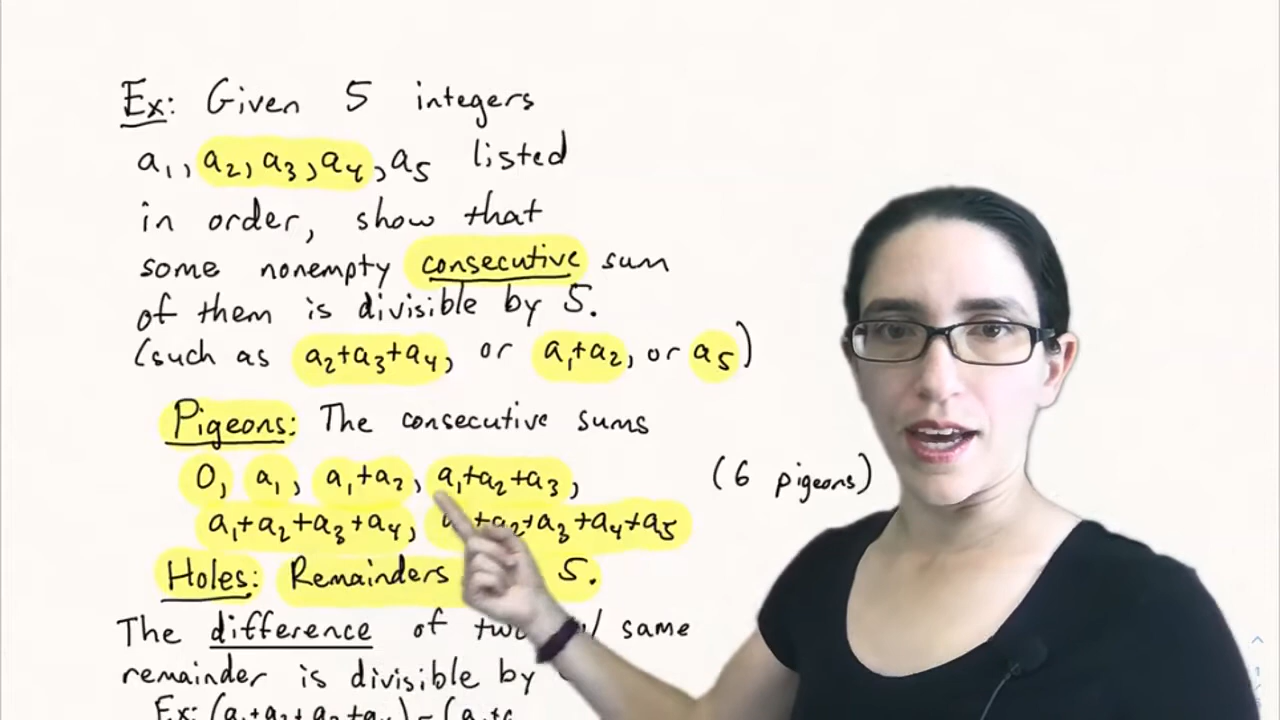 Ex: Given 5 integers
a₁, a₂, a₃, a₄, a₅ listed
in order, show that
some nonempty consecutive sum
of them is divisible by 5.
(such as a₂+a₃+a₄, or a₁+a₂, or a₅)
Pigeons: The consecutive sums
0, a₁, a₁+a₂, a₁+a₂+a₃, (6 pigeons)
a₁+a₂+a₃+a₄, +a₂+a₃+a₄+a₅
Holes: Remainders 5.
The difference of two same
remainder is divisible by
Ex: